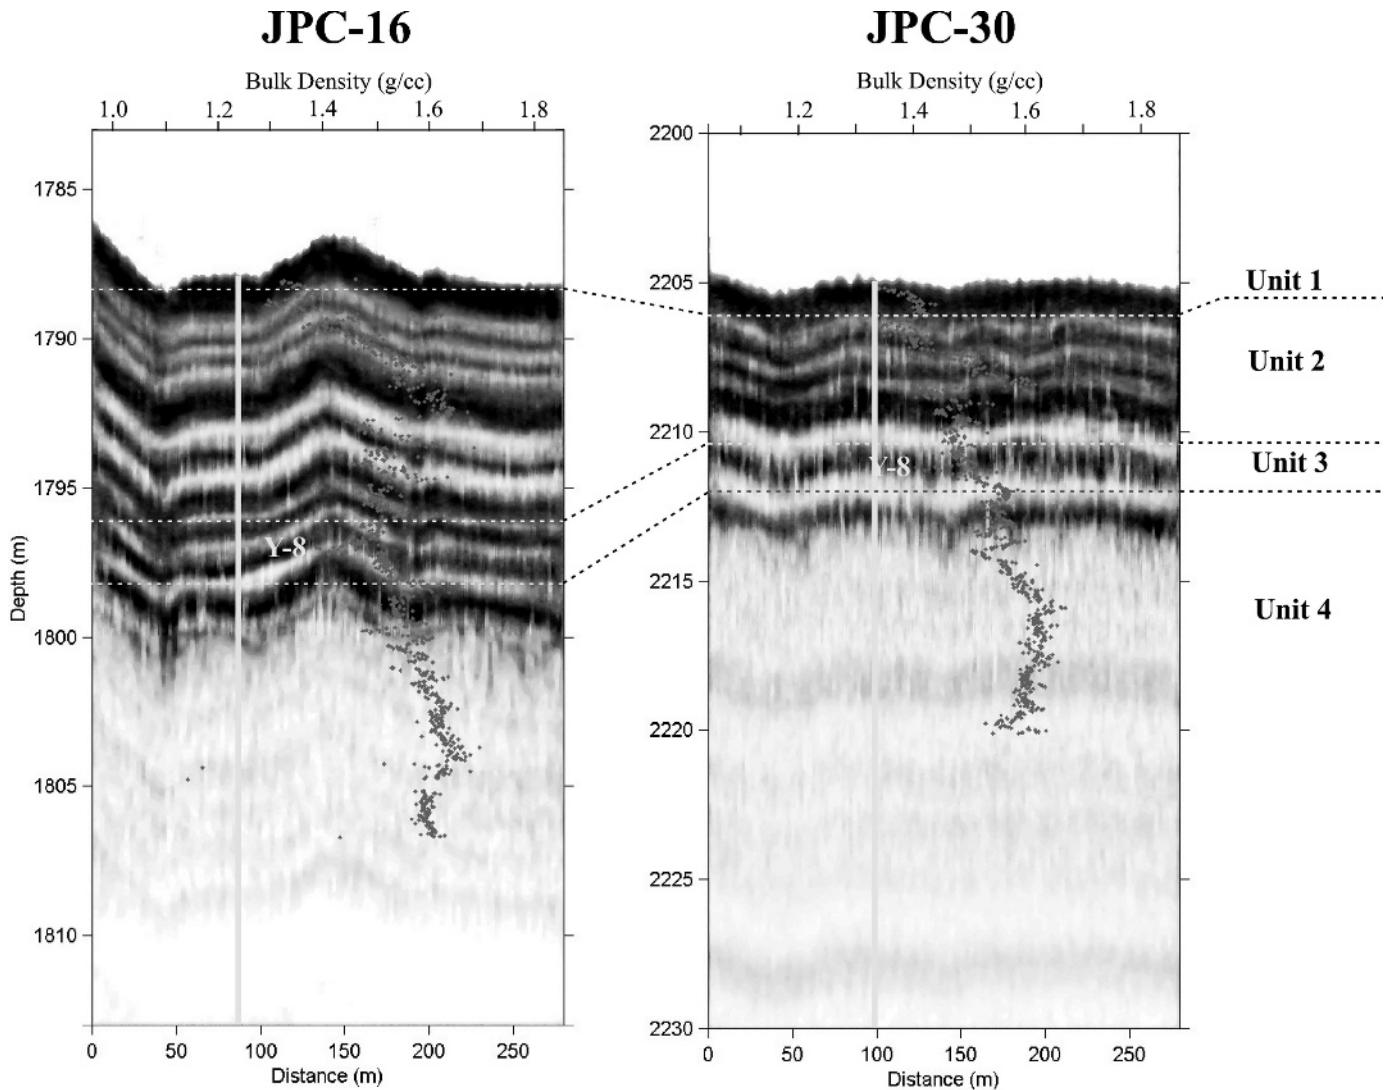 JPC-16
JPC-30
Bulk Density (g/cc)
Bulk Density (g/cc)
1.0 1.2 1.4 1.6 1.8
1.2 1.4 1.6 1.8
2200
1785
2205
Unit 1
1790
Unit 2
2210
Unit 3
Y-8
1795
Y-8
2215
Depth (m)
Unit 4
1800
2220
1805
2225
1810
2230
0 50 100 150 200 250
0 50 100 150 200 250
Distance (m)
Distance (m)